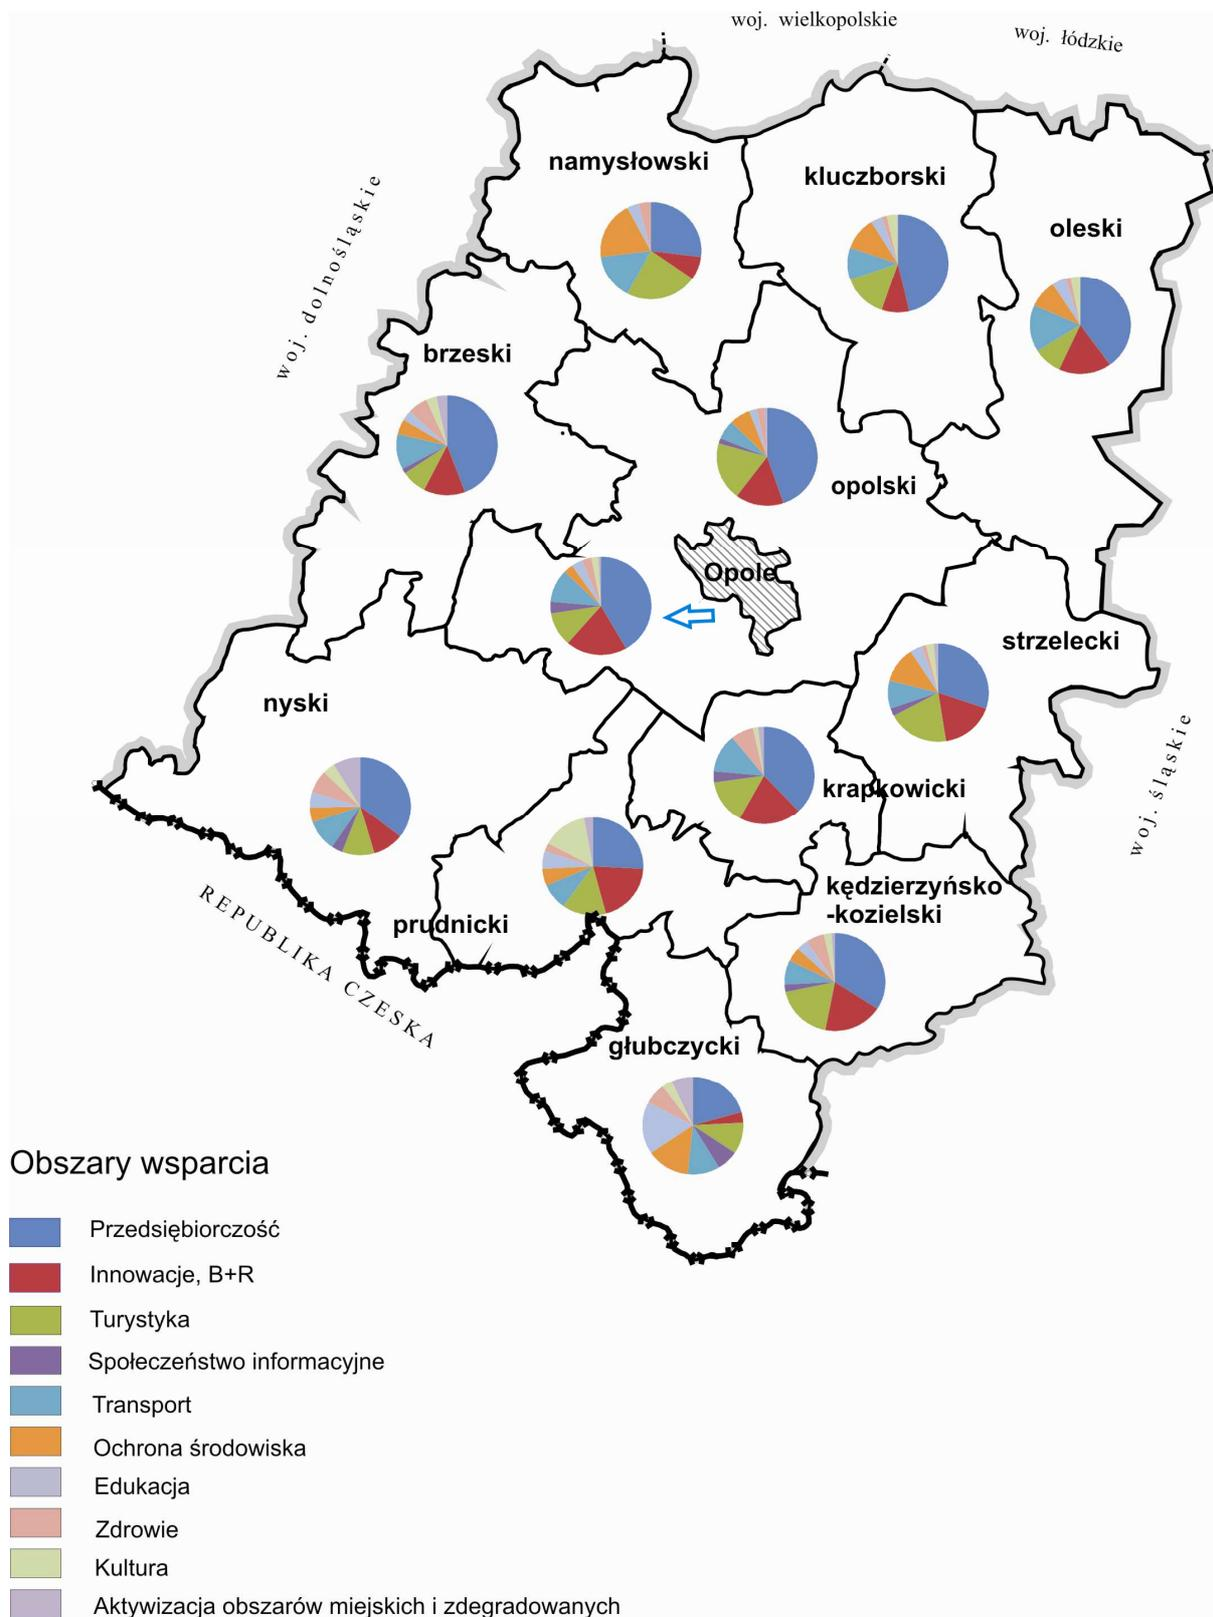 woj. wielkopolskie
woj. łódzkie
namysłowski
kluczborski
oleski
woj. dolnośląskie
brzeski
opolski
Opole
strzelecki
nyski
krapkowicki
woj. śląskie
kędzierzyńsko
-kozielski
prudnicki
REPUBLIKA CZESKA
głubczycki
Obszary wsparcia
Przedsiębiorczość
Innowacje, B+R
Turystyka
Społeczeństwo informacyjne
Transport
Ochrona środowiska
Edukacja
Zdrowie
Kultura
Aktywizacja obszarów miejskich i zdegradowanych